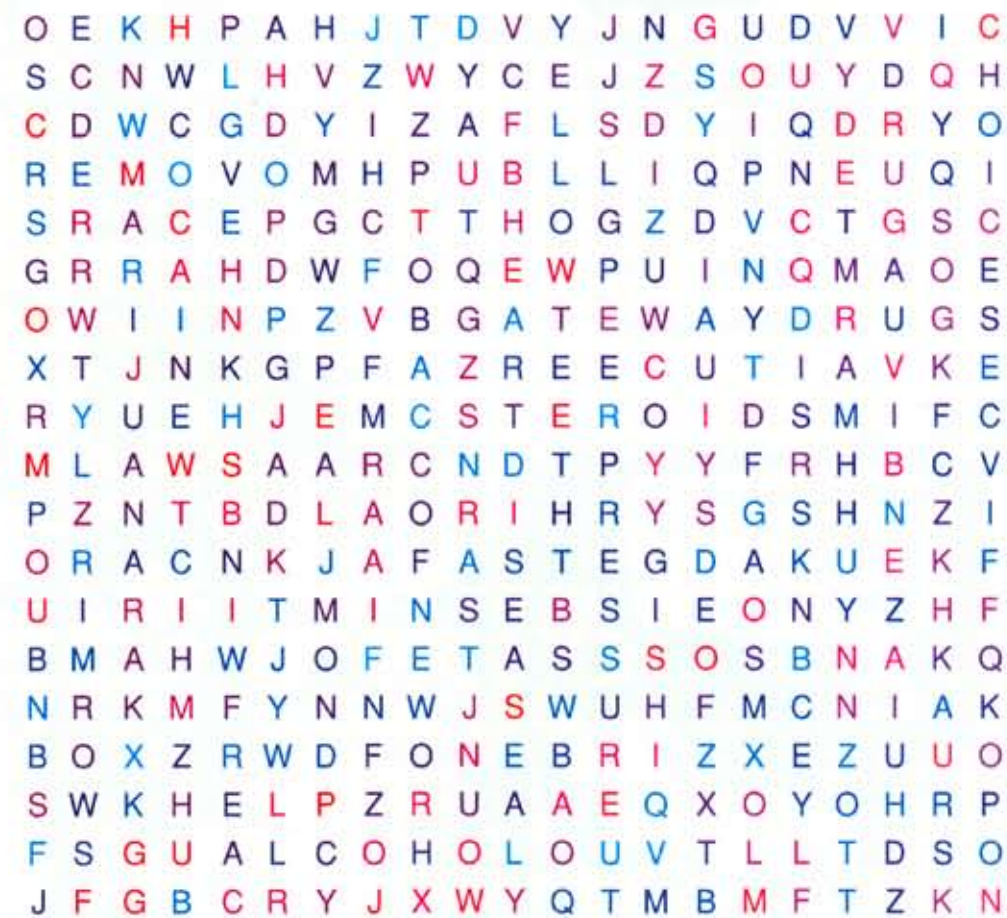 O E K H P A H J T D V Y J N G U D V V I C
S C N W L H V Z W Y C E J Z S O U Y D Q H
C D W C G D Y I Z A F L S D Y I Q D R Y O
R E M O V O M H P U B L L I Q P N E U Q I
S R A C E P G C T T H O G Z D V C T G S C
G R R A H D W F O Q E W P U I N Q M A O E
O W I I N P Z V B G A T E W A Y D R U G S
X T J N K G P F A Z R E E C U T I A V K E
R Y U E H J E M C S T E R O I D S M I F C
M L A W S A A R C N D T P Y Y F R H B C V
P Z N T B D L A O R I H R Y S G S H N Z I
O R A C N K J A F A S T E G D A K U E K F
U I R I I T M I N S E B S I E O N Y Z H F
B M A H W J O F E T A S S S O S B N A K Q
N R K M F Y N N W J S W U H F M C N I A K
B O X Z R W D F O N E B R I Z X E Z U U O
S W K H E L P Z R U A A E Q X O Y O H R P
F S G U A L C O H O L O U V T L L T D S O
J F G B C R Y J X W Y Q T M B M F T Z K N